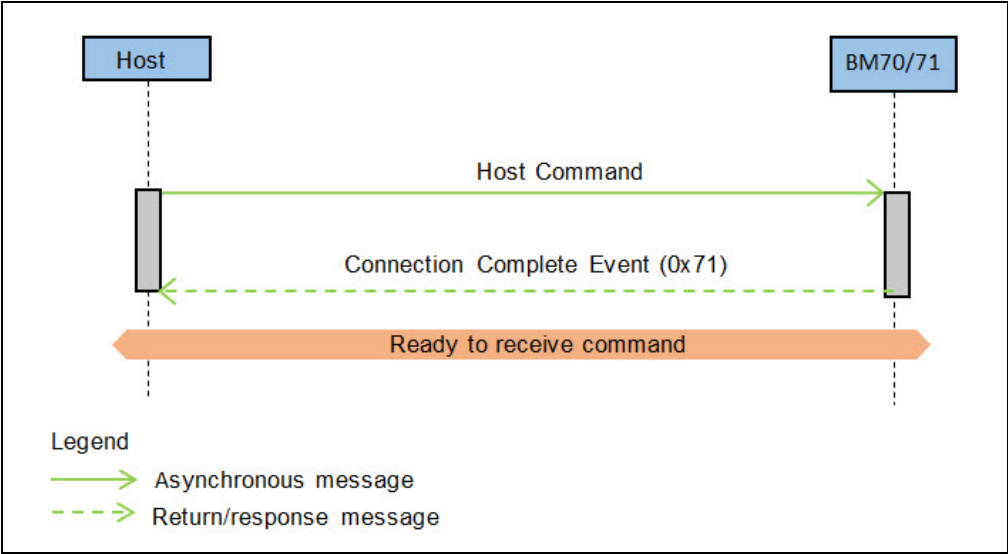 Host
BM70/71
Host Command
Connection Complete Event (0x71)
Ready to receive command
Legend
Asynchronous message
Return/response message